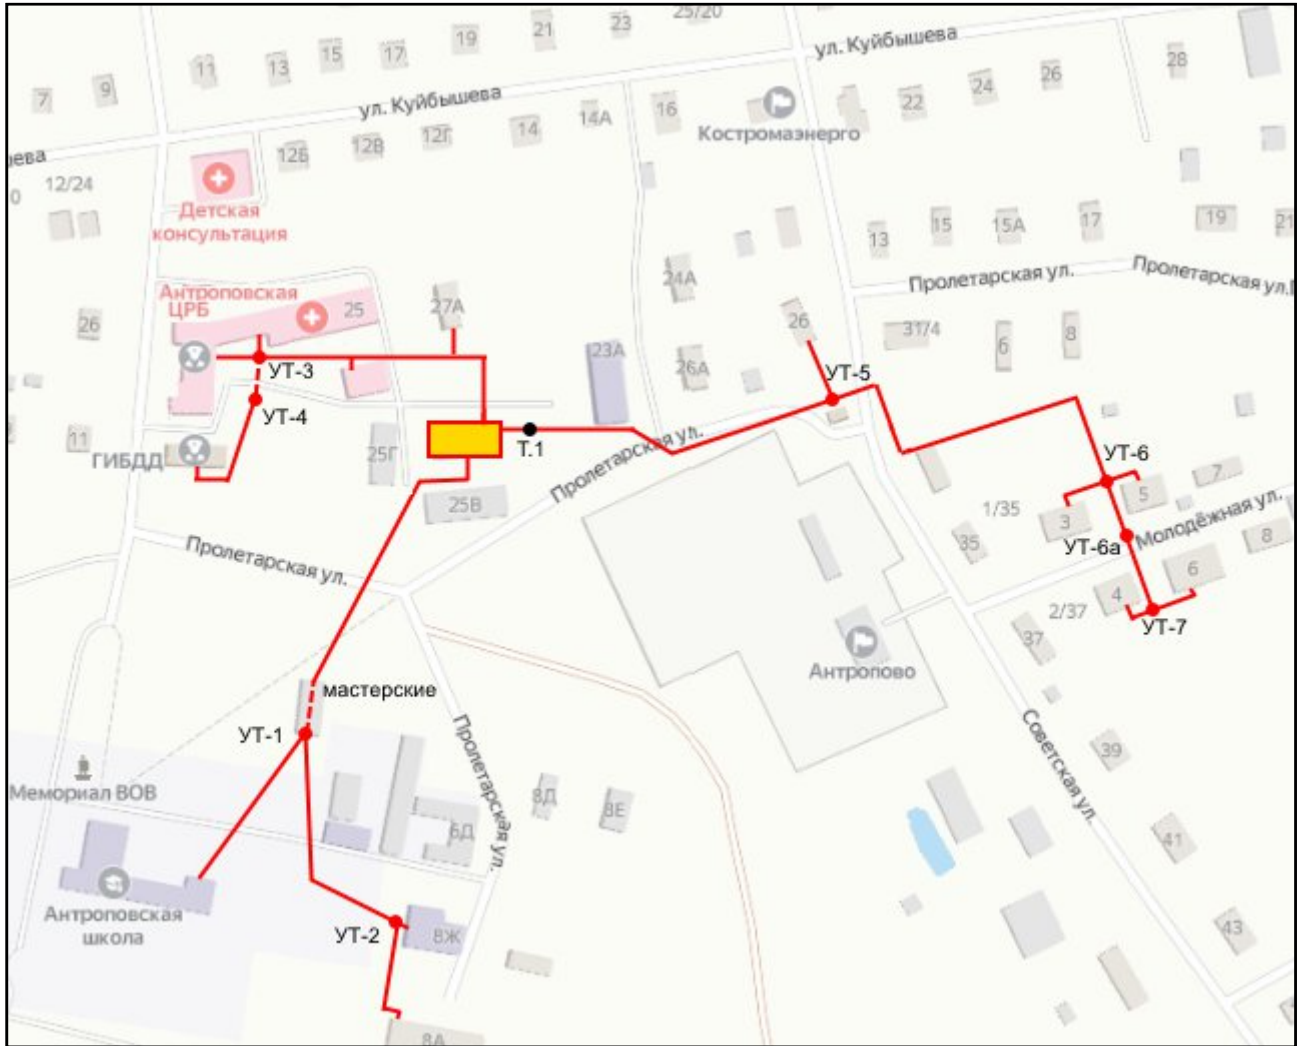 25/20
23
21
19
17
15
13
11
9
7
ул. Куйбышева
ул. Куйбышева
28
26
24
22
16
14А
14
12Г
12В
12Б
Костромаэнерго
ева
12/24
0
Детская
консультация
13
15
15А
17
19
21
Пролетарская ул.
Пролетарская ул.
Антроповская
ЦРБ
25
27А
24А
26
26
31/4
6
8
23А
26А
УТ-3
УТ-4
УТ-5
11
ГИБДД
25Г
Т.1
25В
Пролетарская ул.
УТ-6
5
7
1/35
3
35
УТ-6а
Молодёжная ул.
8
6
4
2/37
УТ-7
37
Пролетарская ул.
Антропово
мастерские
УТ-1
Пролетарская ул.
Советская ул.
39
41
43
Мемориал ВОВ
8Д
8Е
6Д
Антроповская
школа
УТ-2
8Ж
8А